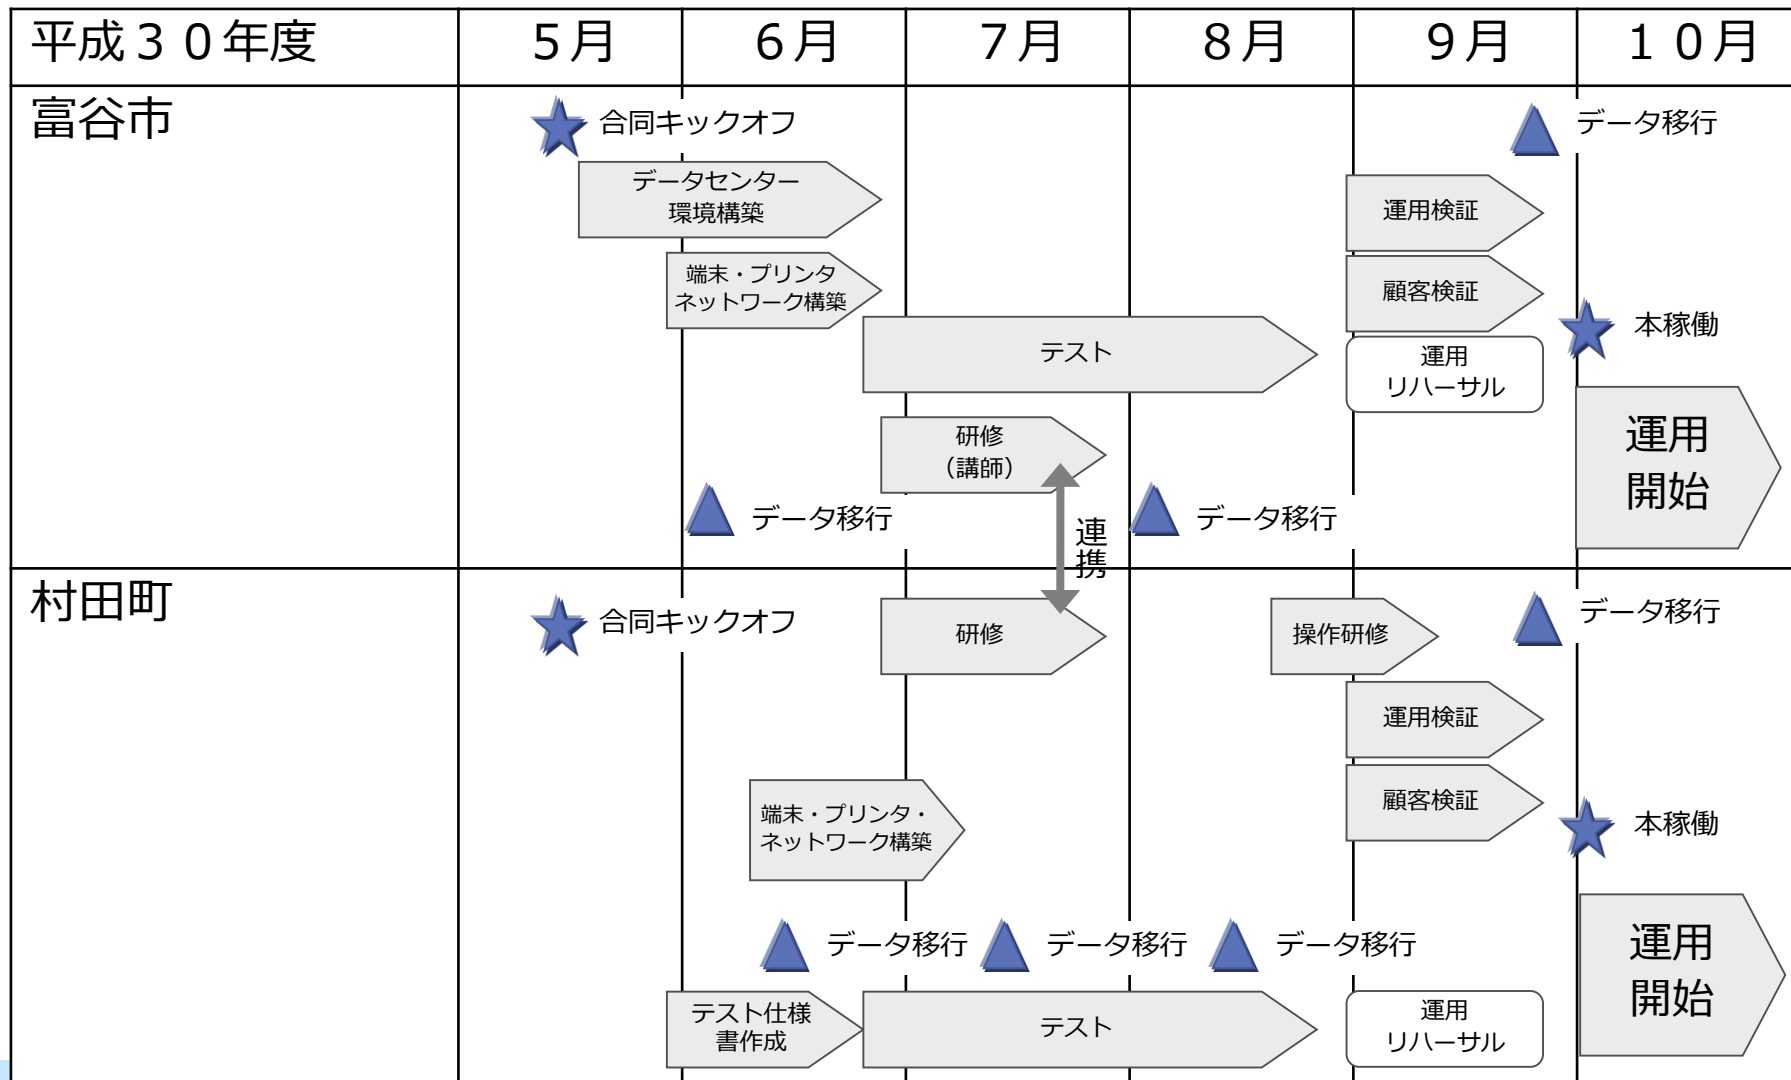 平成３０年度
５月
６月
７月
８月
９月
１０月
富谷市
合同キックオフ
データ移行
データセンター
環境構築
運用検証
端末・プリンタ
ネットワーク構築
顧客検証
本稼働
テスト
運用
リハーサル
研修
（講師）
運用
開始
データ移行
データ移行
連携
村田町
合同キックオフ
研修
操作研修
データ移行
運用検証
端末・プリンタ・
ネットワーク構築
顧客検証
本稼働
データ移行
データ移行
データ移行
運用
開始
テスト仕様
書作成
テスト
運用
リハーサル